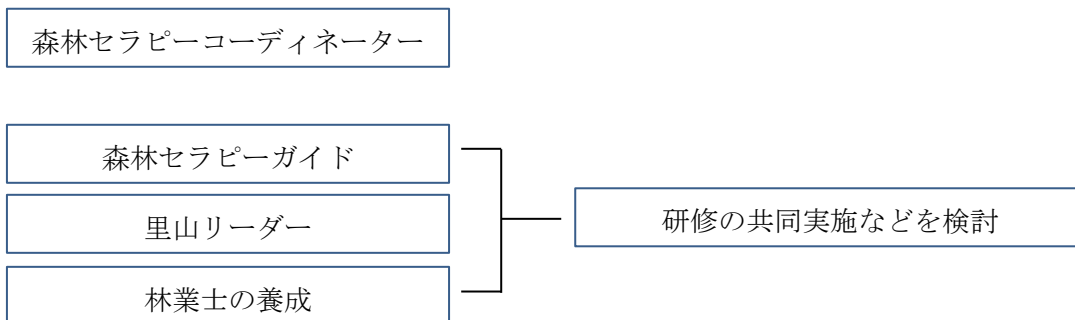 森林セラピーコーディネーター
森林セラピーガイド
里山リーダー
林業士の養成
研修の共同実施などを検討